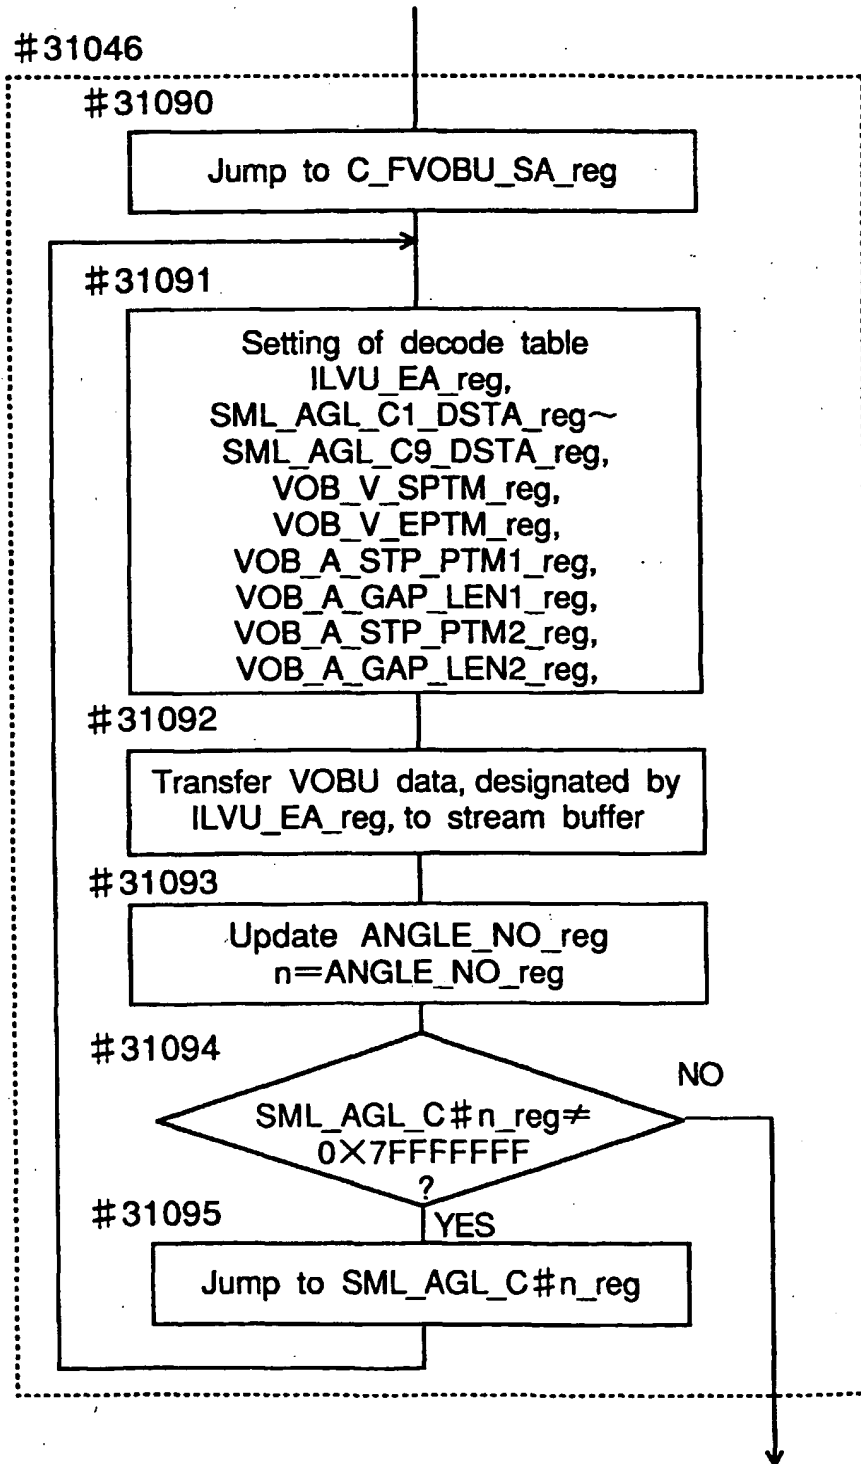 #31046
#31090
Jump to C_FVOBU_SA_reg
#31091
Setting of decode table
ILVU_EA_reg,
SML_AGL_C1_DSTA_reg~
SML_AGL_C9_DSTA_reg,
VOB_V_SPTM_reg,
VOB_V_EPTM_reg,
VOB_A_STP_PTM1_reg,
VOB_A_GAP_LEN1_reg,
VOB_A_STP_PTM2_reg,
VOB_A_GAP_LEN2_reg,
#31092
Transfer VOBU data, designated by
ILVU_EA_reg, to stream buffer
#31093
Update ANGLE_NO_reg
n=ANGLE_NO_reg
#31094
NO
SML_AGL_C#n_reg≠
0×7FFFFFFF
?
#31095
YES
Jump to SML_AGL_C#n_reg